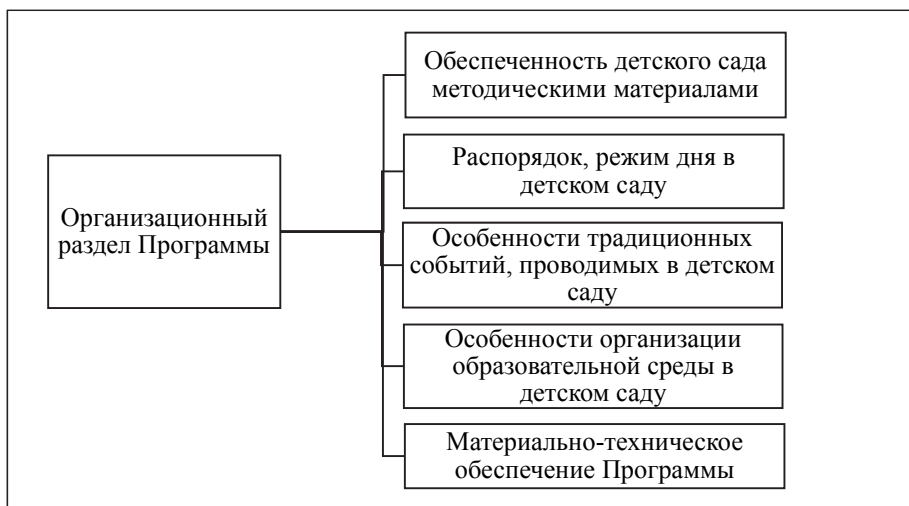 Организационный
раздел Программы
Обеспеченность детского сада
методическими материалами
Распорядок, режим дня в
детском саду
Особенности традиционных
событий, проводимых в детском
саду
Особенности организации
образовательной среды в
детском саду
Материально-техническое
обеспечение Программы